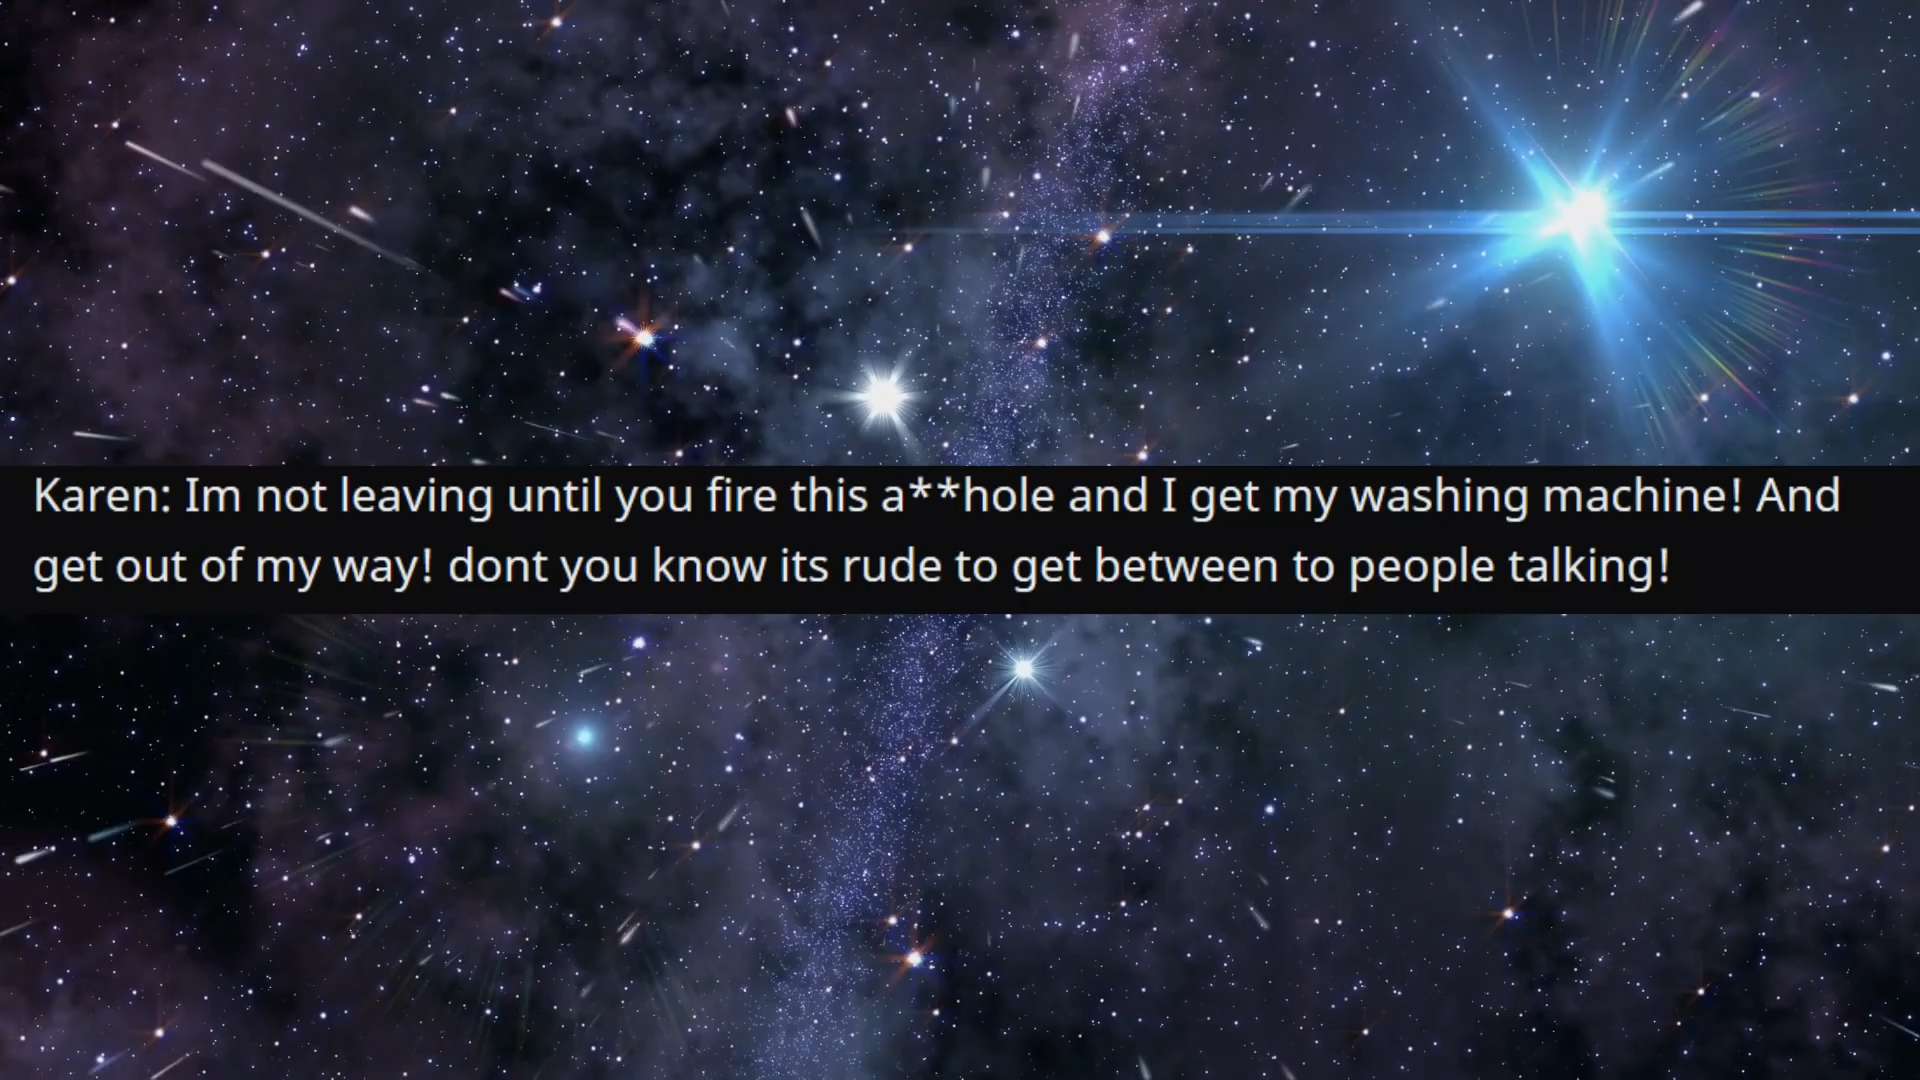 Karen: Im not leaving until you fire this a**hole and I get my washing machine! And
get out of my way! dont you know its rude to get between to people talking!